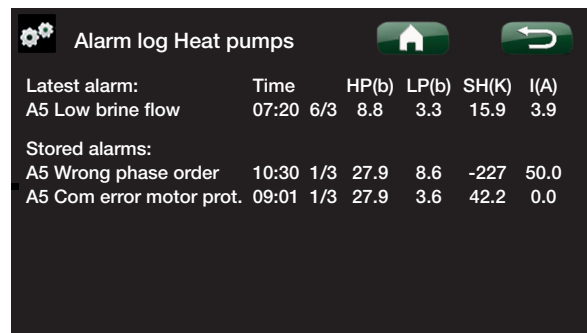 Alarm log Heat pumps
Latest alarm: Time HP(b) LP(b) SH(K) I(A)
A5 Low brine flow 07:20 6/3 8.8 3.3 15.9 3.9
Stored alarms:
A5 Wrong phase order 10:30 1/3 27.9 8.6 -227 50.0
A5 Com error motor prot. 09:01 1/3 27.9 3.6 42.2 0.0